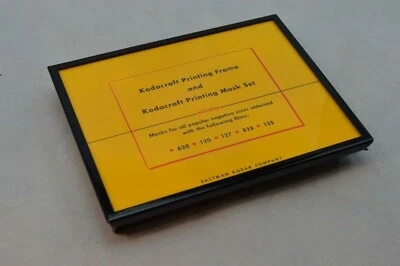 Kodacraft Printing Frame
and
Kodacraft Printing Mask Set
including
Masks for all popular negative sizes obtained
with the following films:
• 620 • 120 • 127 • 828 • 135
EASTMAN KODAK COMPANY